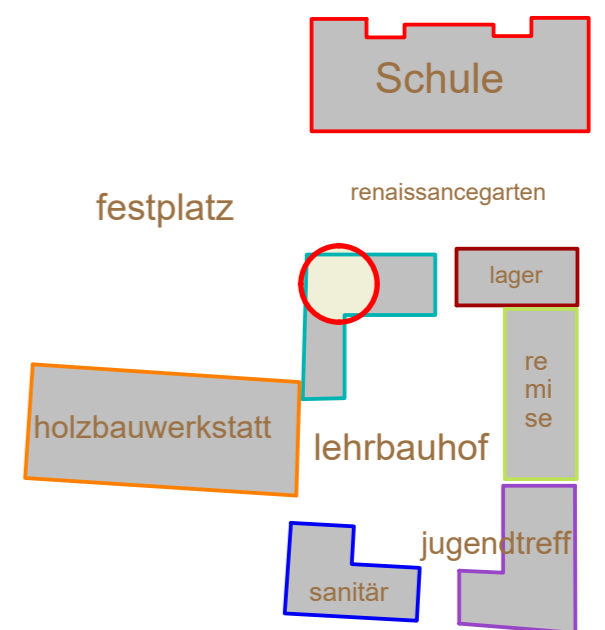 Schule
renaissancegarten
festplatz
lager
re
mi
se
holzbauwerkstatt
lehrbauhof
jugendtreff
sanitär